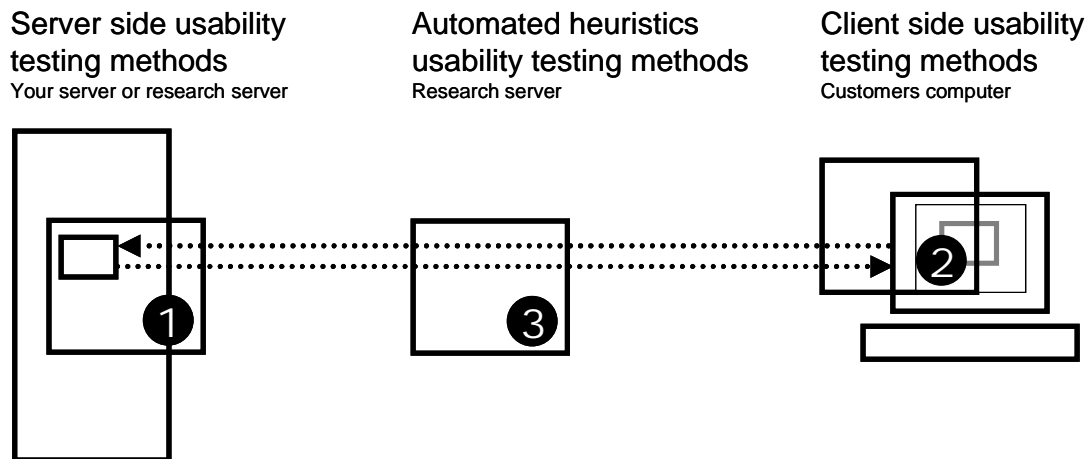 Server side usability
testing methods
Your server or research server
Automated heuristics
usability testing methods
Research server
Client side usability
testing methods
Customers computer
1
3
2